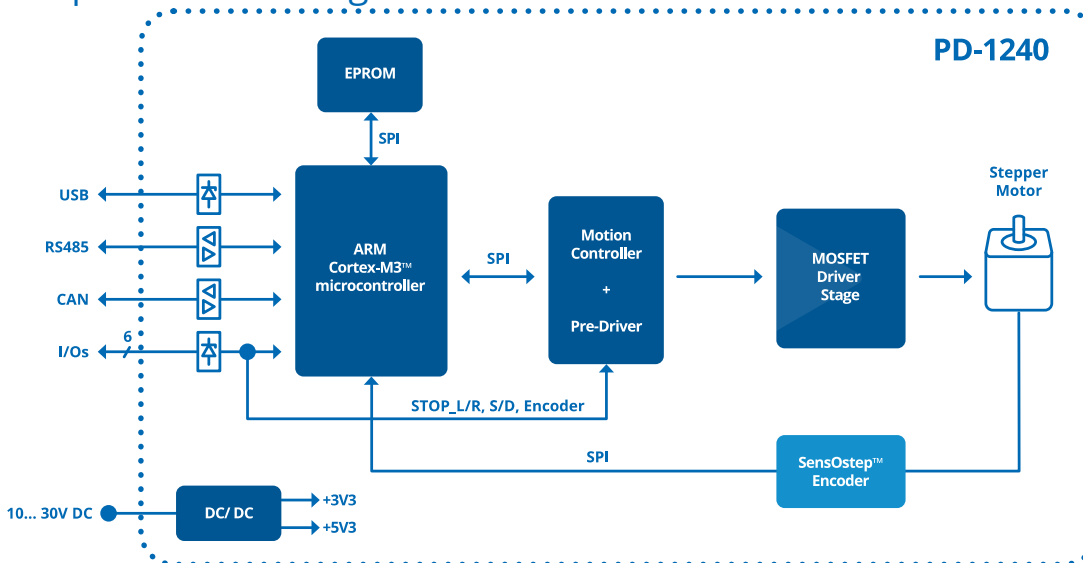 PD-1240
EPROM
SPI
USB
RS485
CAN
I/Os
6
ARM
Cortex-M3™
microcontroller
SPI
Motion
Controller
+
Pre-Driver
MOSFET
Driver
Stage
Stepper
Motor
STOP_L/R, S/D, Encoder
SPI
SensOstep™
Encoder
10... 30V DC
DC/ DC
+3V3
+5V3